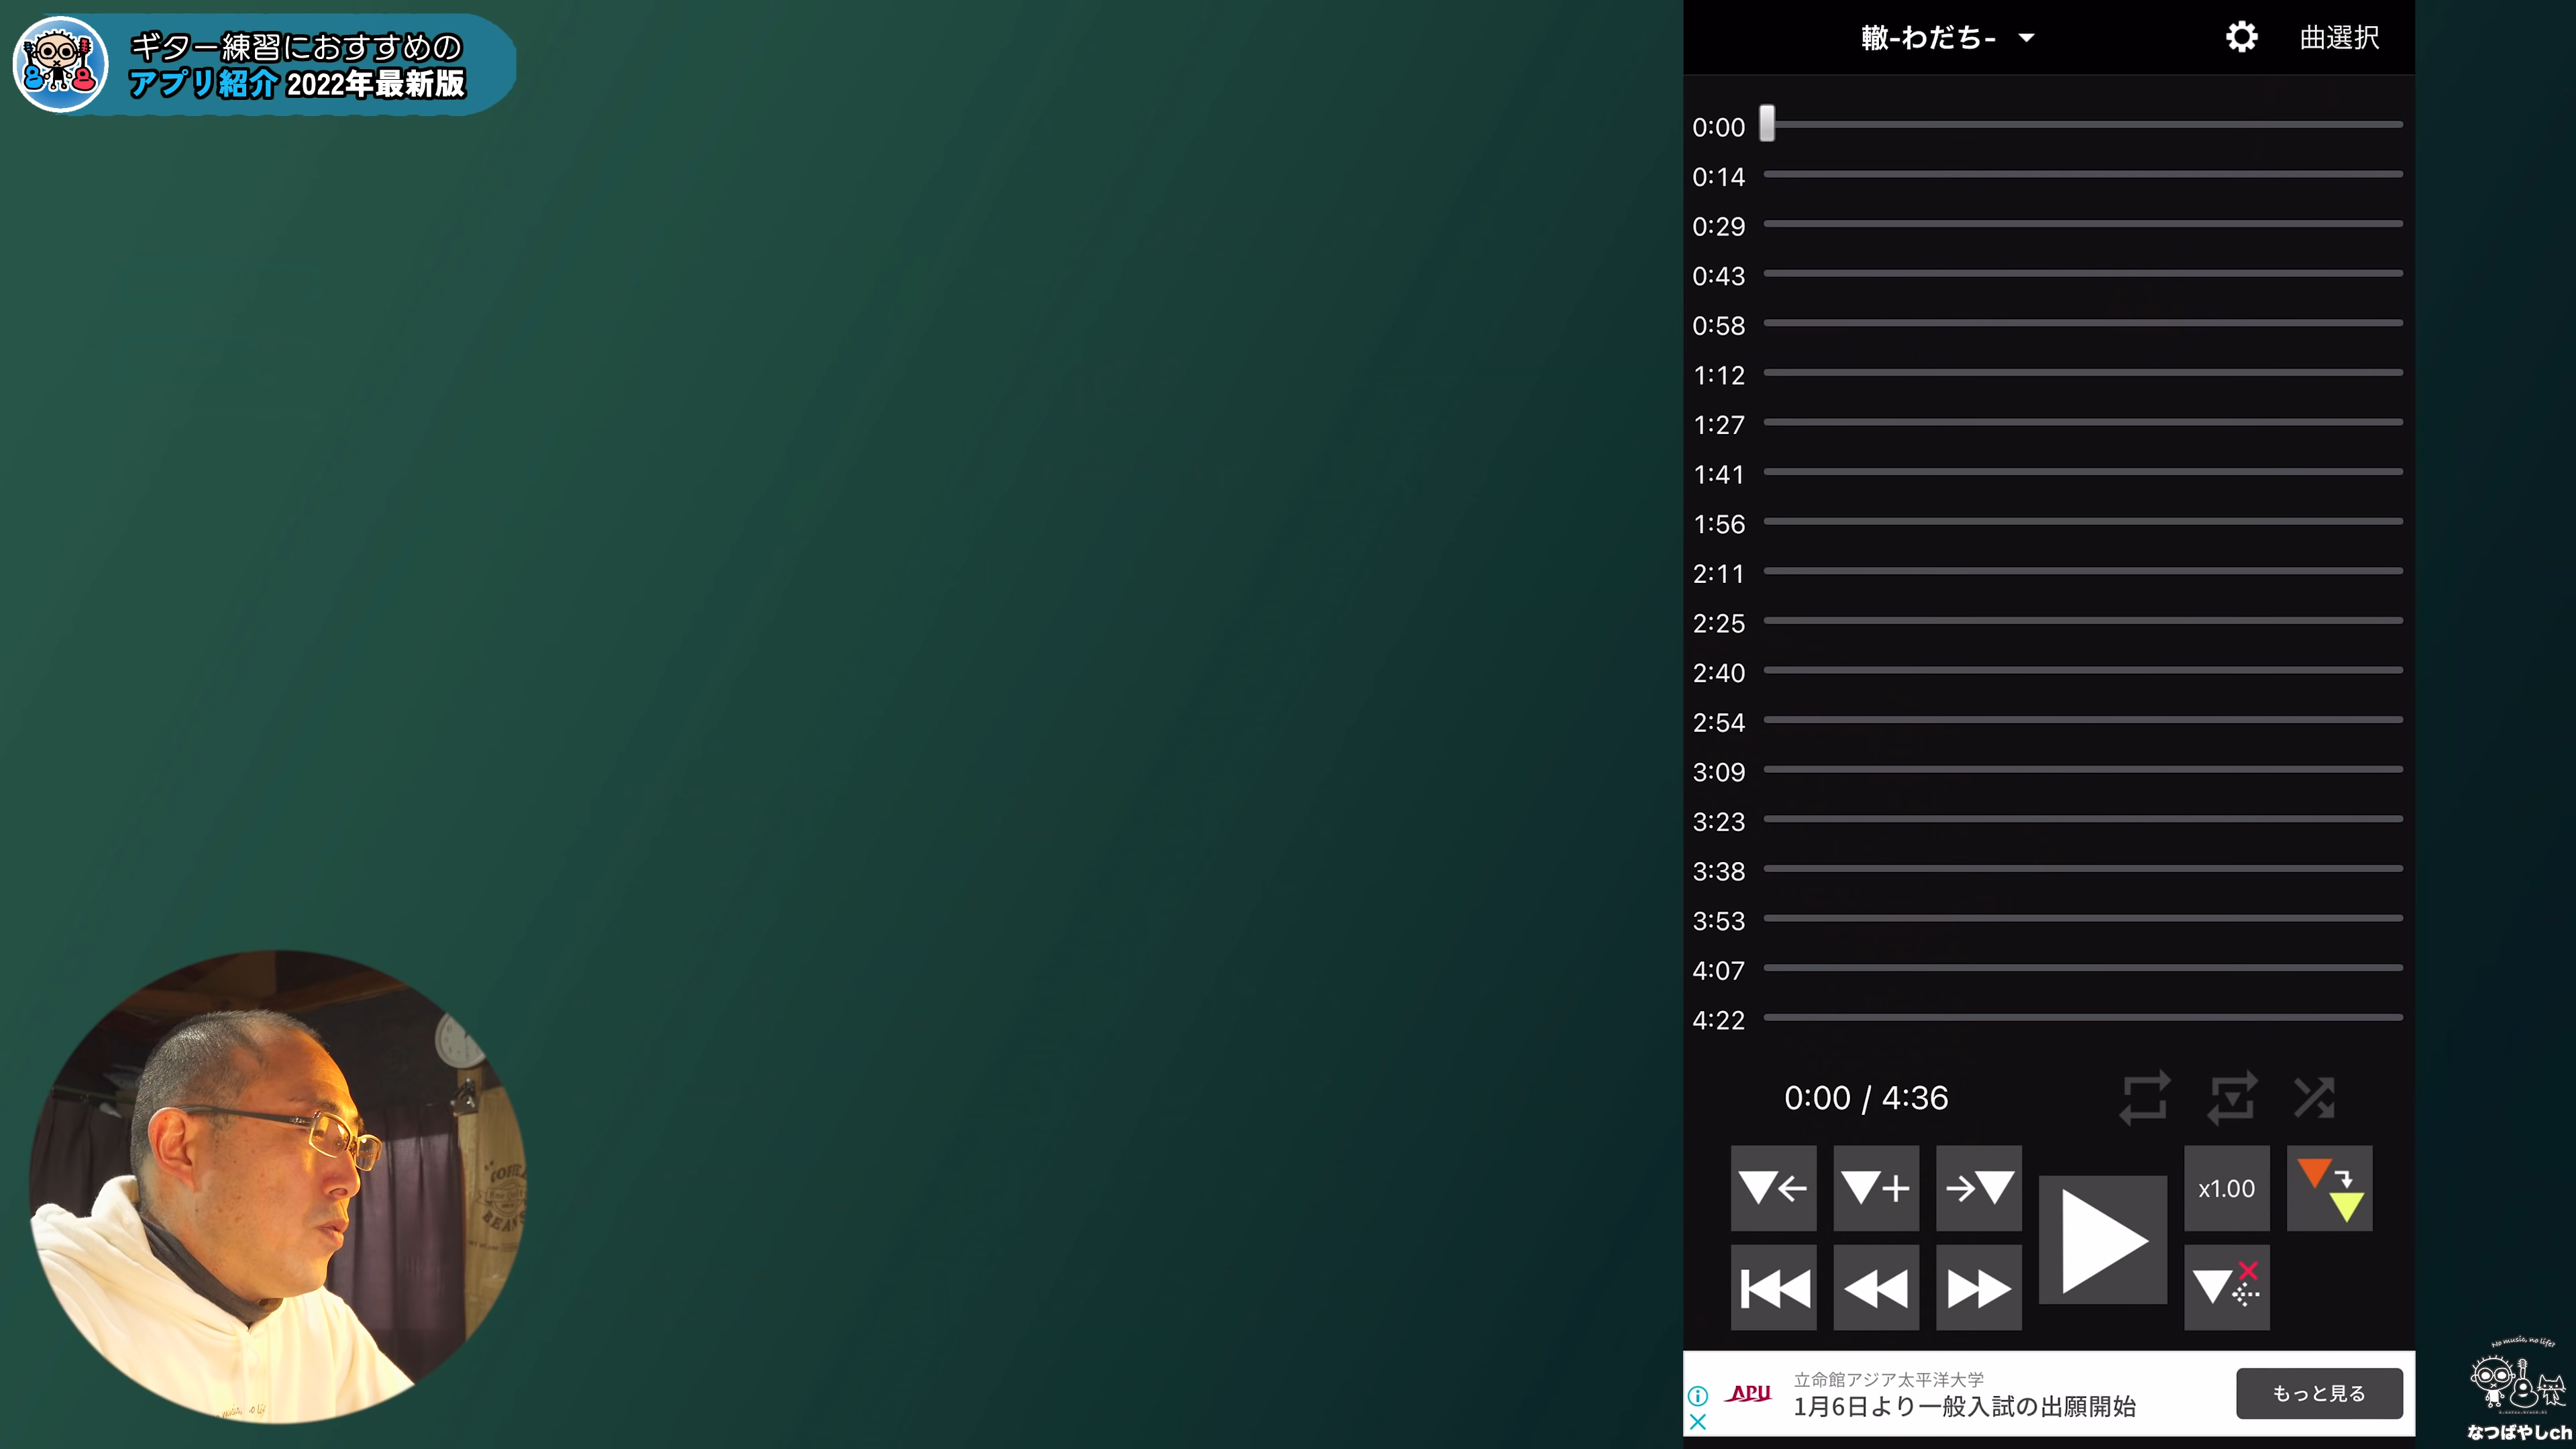 ギター練習におすすめの
アプリ紹介 2022年最新版
轍-わだち-
曲選択
0:00
0:14
0:29
0:43
0:58
1:12
1:27
1:41
1:56
2:11
2:25
2:40
2:54
3:09
3:23
3:38
3:53
4:07
4:22
0:00 / 4:36
x1.00
APU
立命館アジア太平洋大学
1月6日より一般入試の出願開始
もっと見る
No music, no life!
なつばやしch